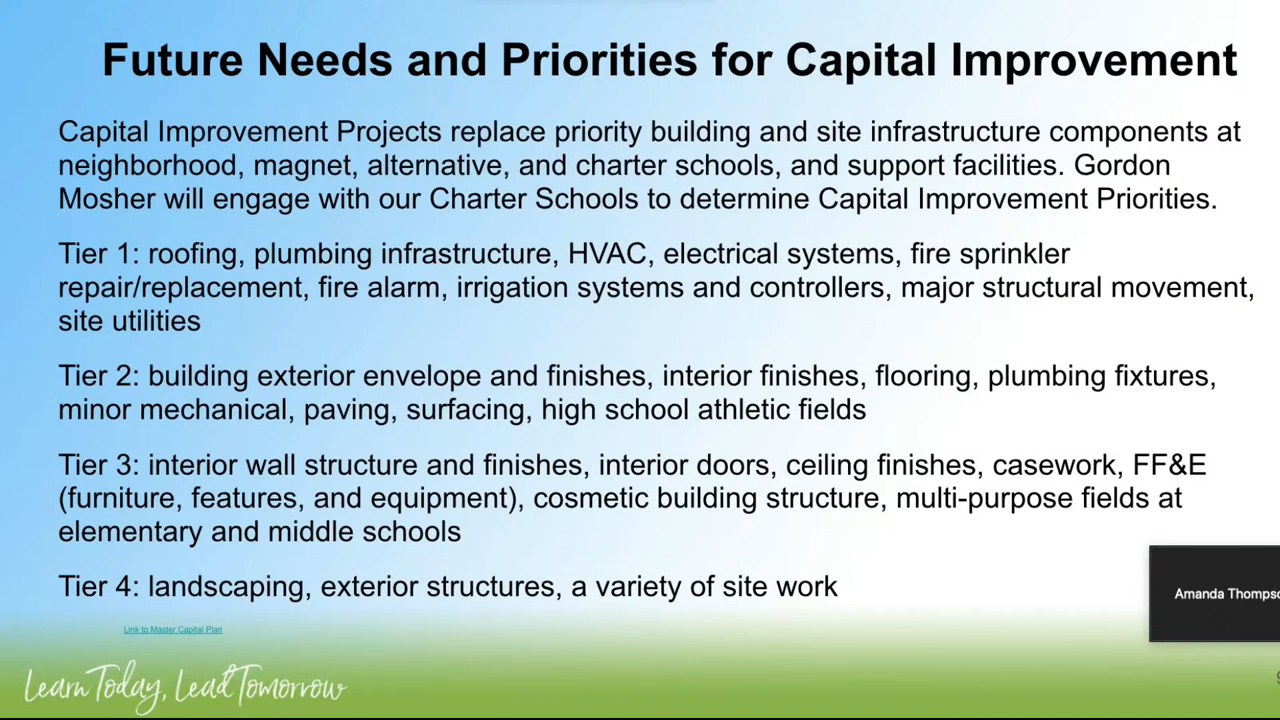 Future Needs and Priorities for Capital Improvement
Capital Improvement Projects replace priority building and site infrastructure components at
neighborhood, magnet, alternative, and charter schools, and support facilities. Gordon
Mosher will engage with our Charter Schools to determine Capital Improvement Priorities.
Tier 1: roofing, plumbing infrastructure, HVAC, electrical systems, fire sprinkler
repair/replacement, fire alarm, irrigation systems and controllers, major structural movement,
site utilities
Tier 2: building exterior envelope and finishes, interior finishes, flooring, plumbing fixtures,
minor mechanical, paving, surfacing, high school athletic fields
Tier 3: interior wall structure and finishes, interior doors, ceiling finishes, casework, FF&E
(furniture, features, and equipment), cosmetic building structure, multi-purpose fields at
elementary and middle schools
Tier 4: landscaping, exterior structures, a variety of site work
Amanda Thompso
Link to Master Capital Plan
Learn Today, Lead Tomorrow